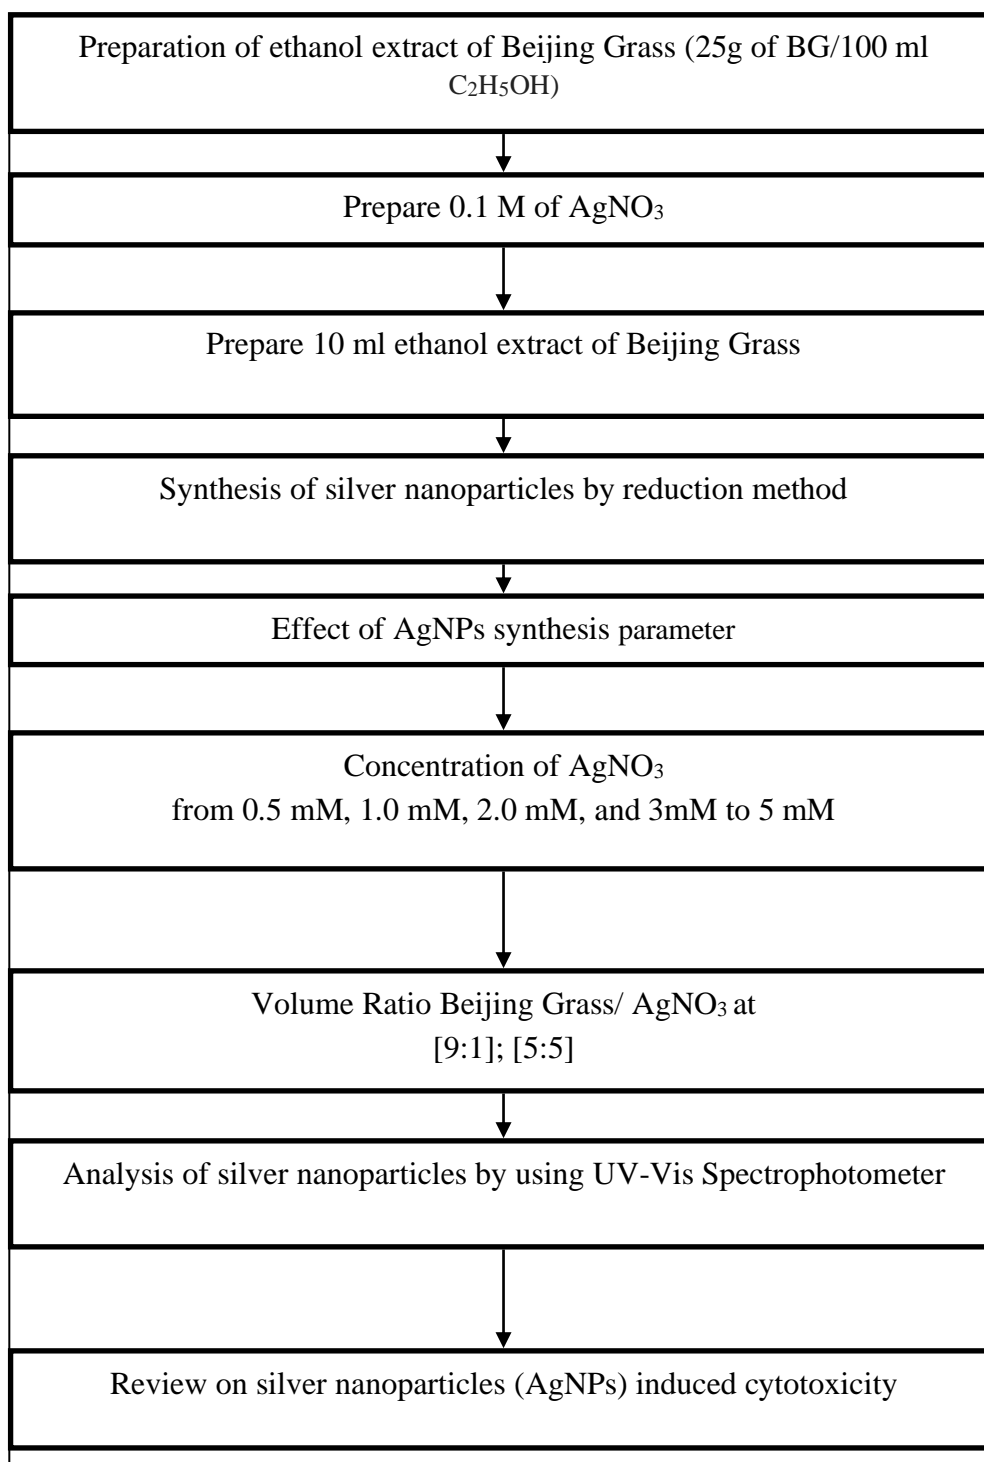 Preparation of ethanol extract of Beijing Grass (25g of BG/100 ml
C₂H₅OH)
Prepare 0.1 M of AgNO₃
Prepare 10 ml ethanol extract of Beijing Grass
Synthesis of silver nanoparticles by reduction method
Effect of AgNPs synthesis parameter
Concentration of AgNO₃
from 0.5 mM, 1.0 mM, 2.0 mM, and 3mM to 5 mM
Volume Ratio Beijing Grass/ AgNO₃ at
[9:1]; [5:5]
Analysis of silver nanoparticles by using UV-Vis Spectrophotometer
Review on silver nanoparticles (AgNPs) induced cytotoxicity